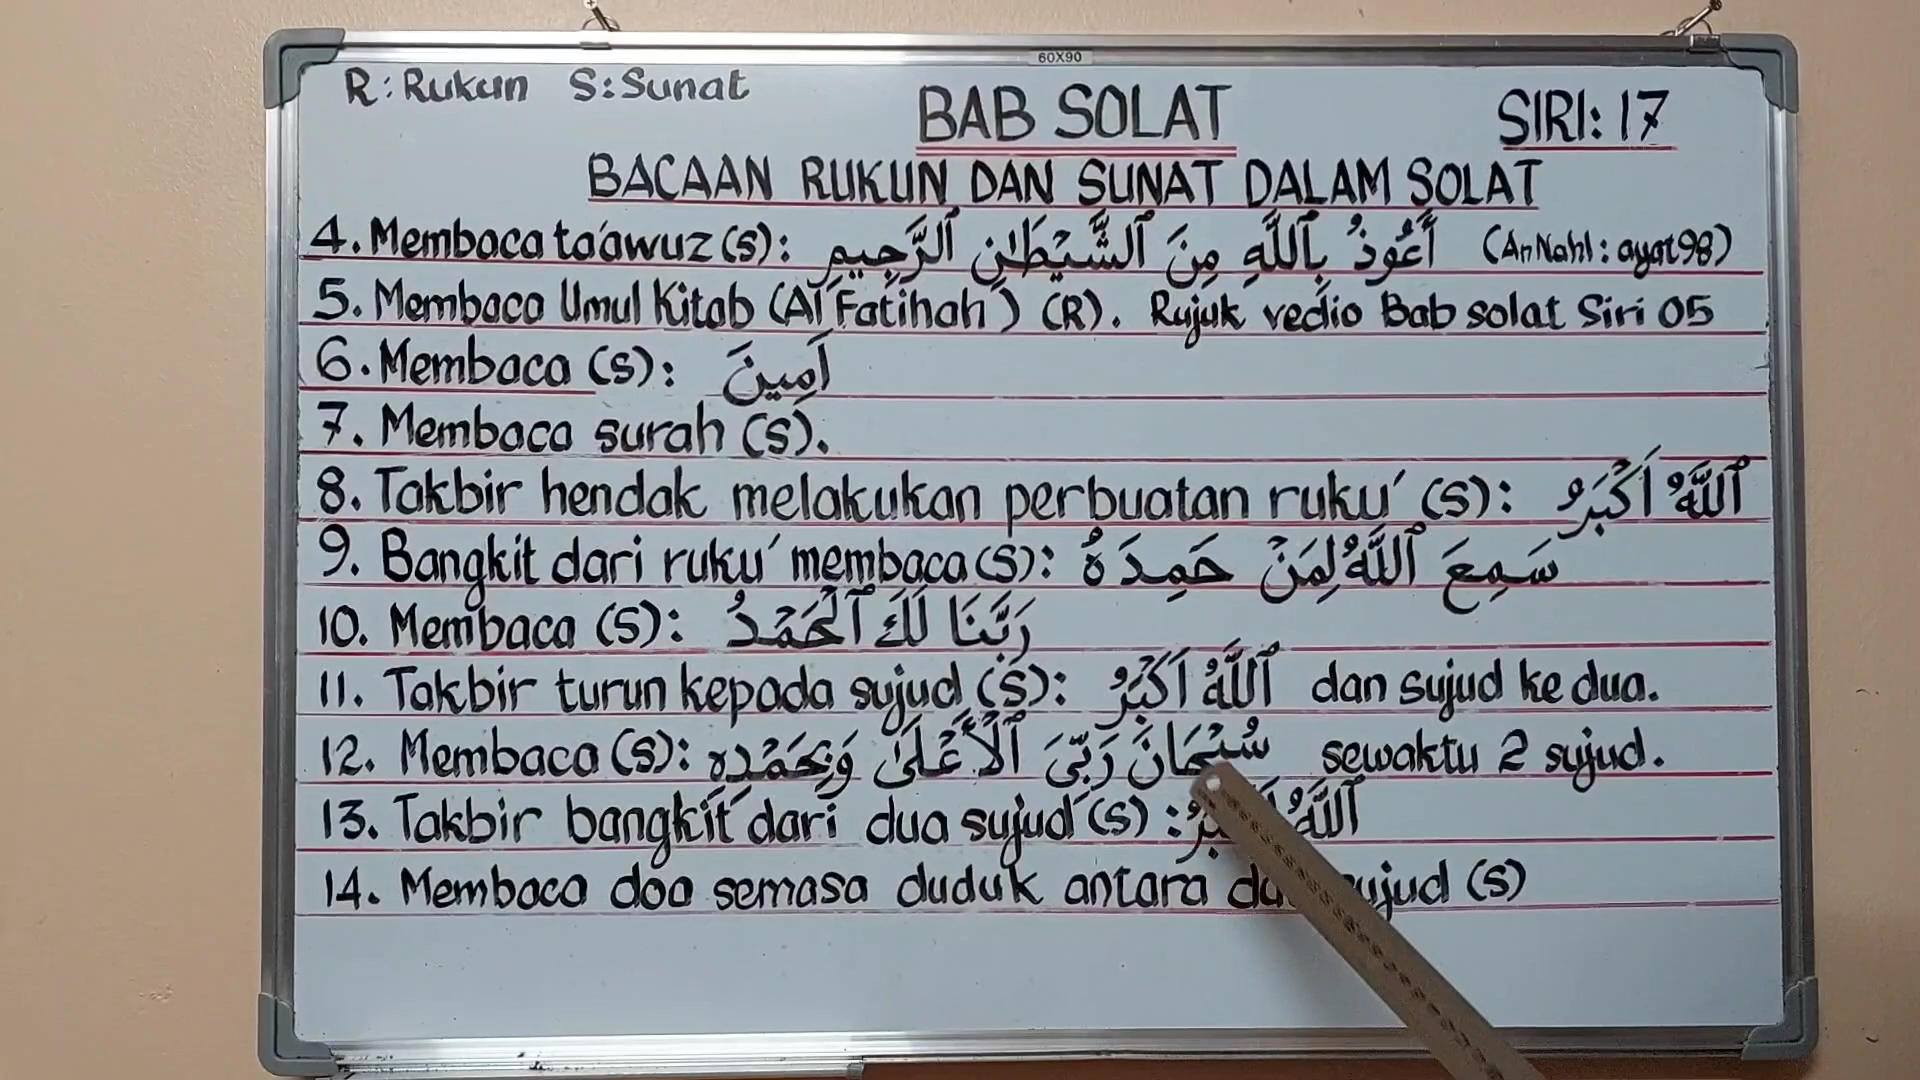 60X90
R : Rukun S : Sunat
BAB SOLAT
SIRI: 17
BACAAN RUKUN DAN SUNAT DALAM SOLAT
4. Membaca ta'awuz (S): أَعُوذُ بِٱللَّهِ مِنَ ٱلشَّيْطَٰنِ ٱلرَّجِيمِ (An Nahl : ayat 98)
5. Membaca Umul Kitab (Al Fatihah) (R). Rujuk vedio Bab solat Siri 05
6. Membaca (S): اَمِينَ
7. Membaca surah (S).
8. Takbir hendak melakukan perbuatan ruku' (S): ٱللَّهُ اَكْبَرُ
9. Bangkit dari ruku' membaca (S): سَمِعَ ٱللَّهُ لِمَنْ حَمِدَهُ
10. Membaca (S): رَبَّنَا لَكَ ٱلْحَمْدُ
11. Takbir turun kepada sujud (S): ٱللَّهُ اَكْبَرُ dan sujud ke dua.
12. Membaca (S): سُبْحَانَ رَبِّىَ ٱلْأَعْلَىٰ وَبِحَمْدِهِ sewaktu 2 sujud.
13. Takbir bangkit dari dua sujud (S) : ٱللَّهُ
14. Membaca doa semasa duduk antara sujud (S)